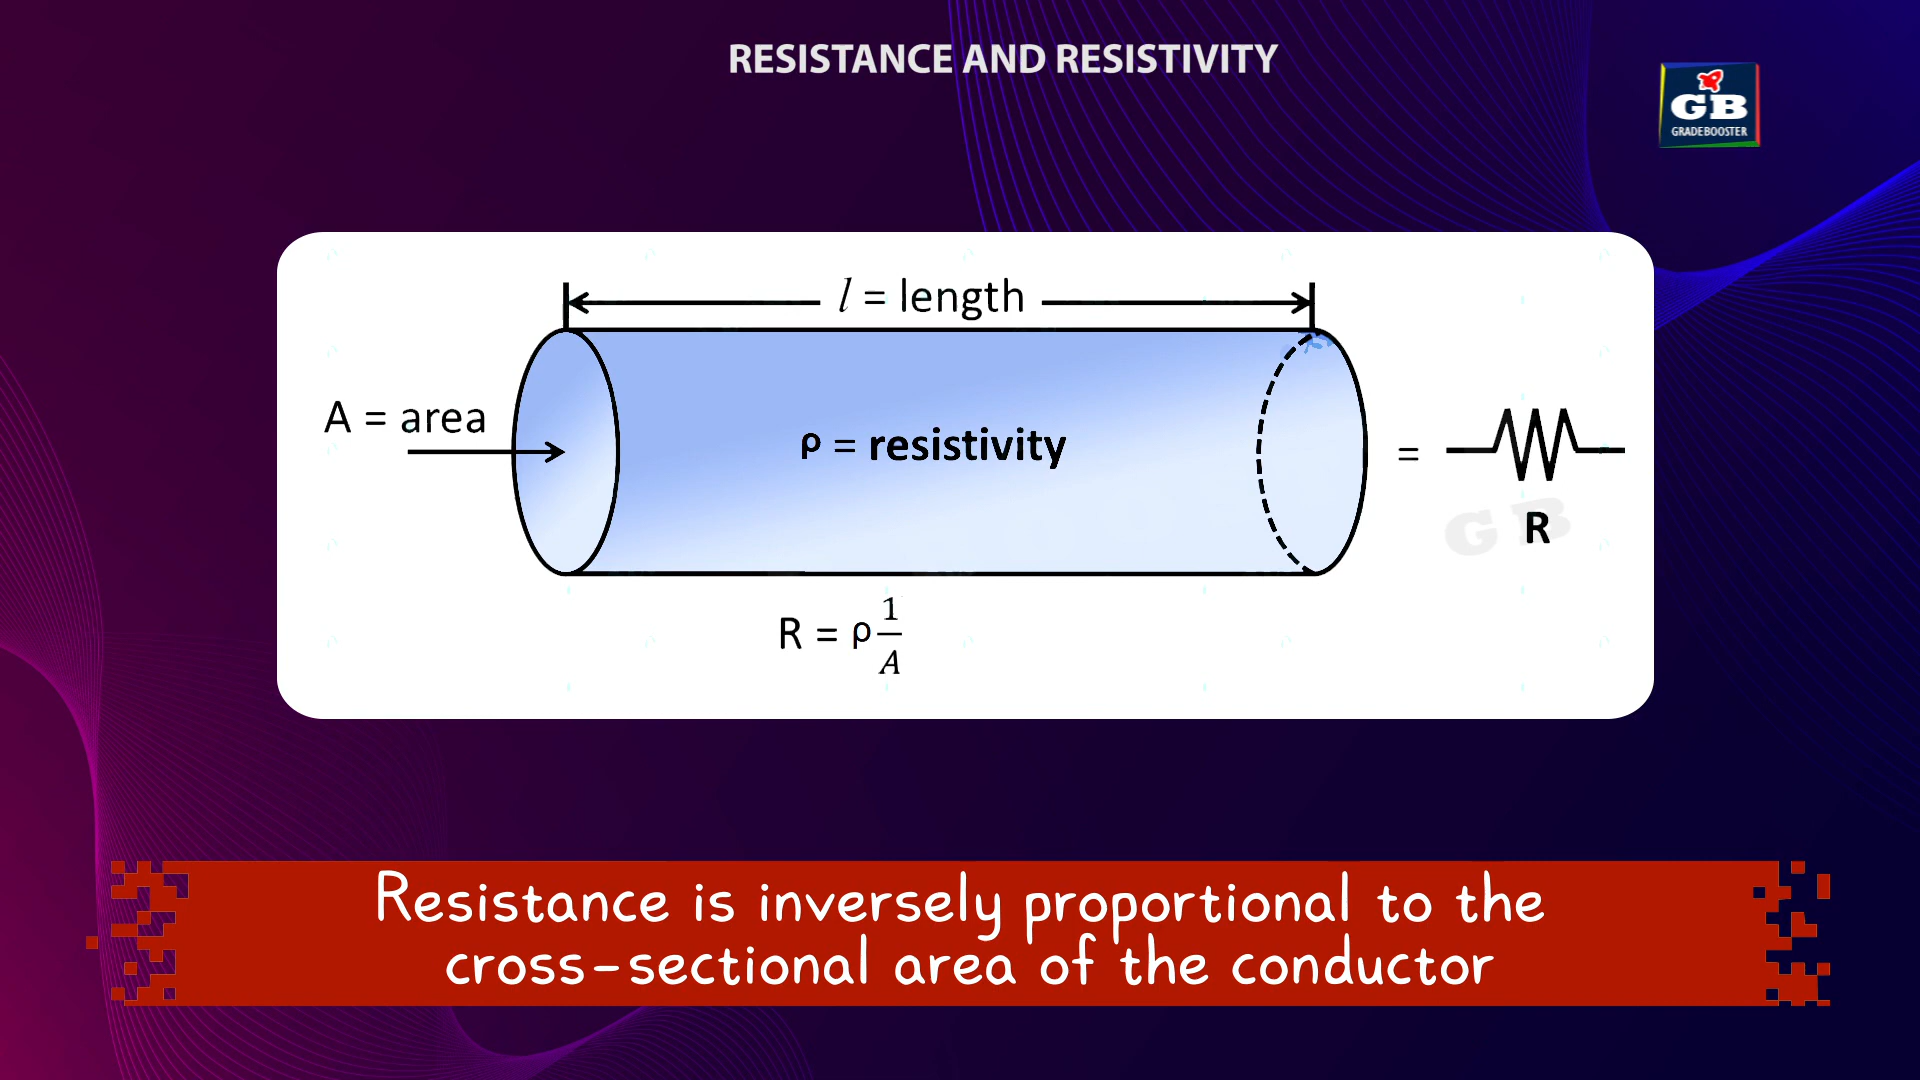 RESISTANCE AND RESISTIVITY
GB
GRADEBOOSTER
l = length
A = area
ρ = resistivity
=
R
GB
R = ρ 1/A
Resistance is inversely proportional to the
cross-sectional area of the conductor